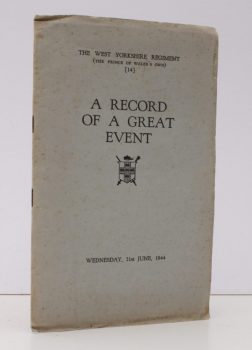 THE WEST YORKSHIRE REGIMENT
(THE PRINCE OF WALES'S OWN)
[14]
A RECORD
OF A GREAT
EVENT
WEDNESDAY, 21st JUNE, 1944